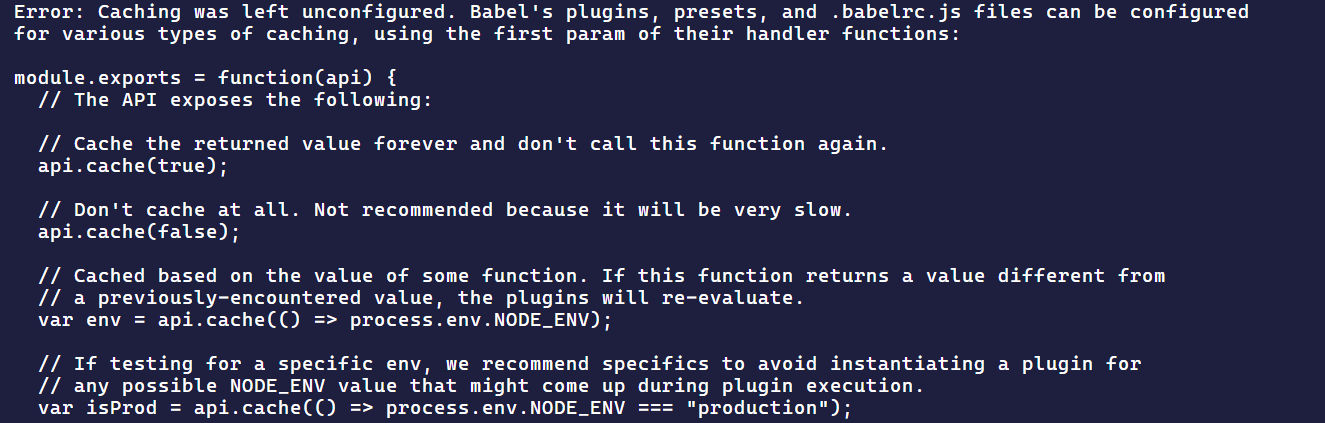 Error: Caching was left unconfigured. Babel's plugins, presets, and .babelrc.js files can be configured
for various types of caching, using the first param of their handler functions:
module.exports = function(api) {
// The API exposes the following:
// Cache the returned value forever and don't call this function again.
api.cache(true);
// Don't cache at all. Not recommended because it will be very slow.
api.cache(false);
// Cached based on the value of some function. If this function returns a value different from
// a previously-encountered value, the plugins will re-evaluate.
var env = api.cache(() => process.env.NODE_ENV);
// If testing for a specific env, we recommend specifics to avoid instantiating a plugin for
// any possible NODE_ENV value that might come up during plugin execution.
var isProd = api.cache(() => process.env.NODE_ENV === "production");